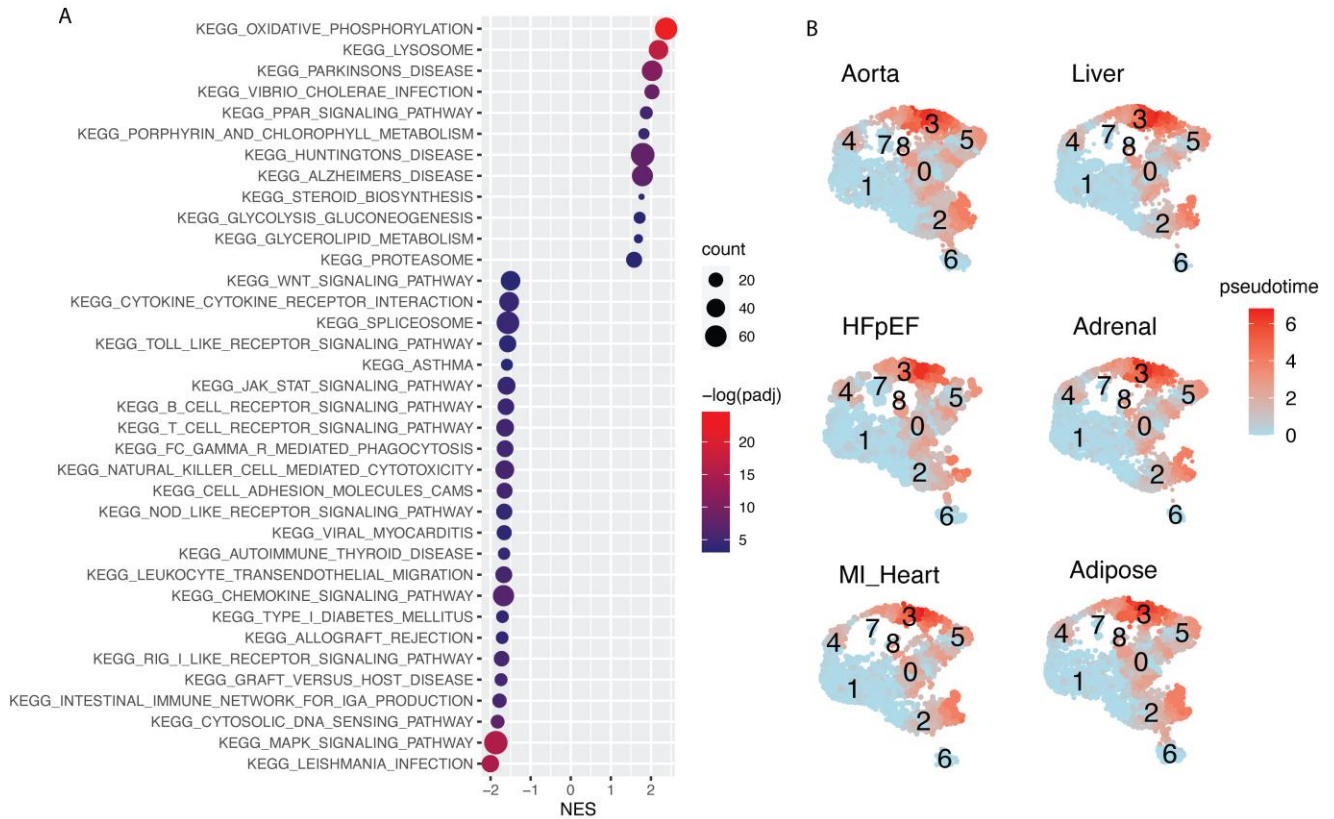 A
KEGG_OXIDATIVE_PHOSPHORYLATION
KEGG_LYSOSOME
KEGG_PARKINSONS_DISEASE
KEGG_VIBRIO_CHOLERAE_INFECTION
KEGG_PPAR_SIGNALING_PATHWAY
KEGG_PORPHYRIN_AND_CHLOROPHYLL_METABOLISM
KEGG_HUNTINGTONS_DISEASE
KEGG_ALZHEIMERS_DISEASE
KEGG_STEROID_BIOSYNTHESIS
KEGG_GLYCOLYSIS_GLUCONEOGENESIS
KEGG_GLYCEROLIPID_METABOLISM
KEGG_PROTEASOME
KEGG_WNT_SIGNALING_PATHWAY
KEGG_CYTOKINE_CYTOKINE_RECEPTOR_INTERACTION
KEGG_SPLICEOSOME
KEGG_TOLL_LIKE_RECEPTOR_SIGNALING_PATHWAY
KEGG_ASTHMA
KEGG_JAK_STAT_SIGNALING_PATHWAY
KEGG_B_CELL_RECEPTOR_SIGNALING_PATHWAY
KEGG_T_CELL_RECEPTOR_SIGNALING_PATHWAY
KEGG_FC_GAMMA_R_MEDIATED_PHAGOCYTOSIS
KEGG_NATURAL_KILLER_CELL_MEDIATED_CYTOTOXICITY
KEGG_CELL_ADHESION_MOLECULES_CAMS
KEGG_NOD_LIKE_RECEPTOR_SIGNALING_PATHWAY
KEGG_VIRAL_MYOCARDITIS
KEGG_AUTOIMMUNE_THYROID_DISEASE
KEGG_LEUKOCYTE_TRANSENDOTHELIAL_MIGRATION
KEGG_CHEMOKINE_SIGNALING_PATHWAY
KEGG_TYPE_I_DIABETES_MELLITUS
KEGG_ALLOGRAFT_REJECTION
KEGG_RIG_I_LIKE_RECEPTOR_SIGNALING_PATHWAY
KEGG_GRAFT_VERSUS_HOST_DISEASE
KEGG_INTESTINAL_IMMUNE_NETWORK_FOR_IGA_PRODUCTION
KEGG_CYTOSOLIC_DNA_SENSING_PATHWAY
KEGG_MAPK_SIGNALING_PATHWAY
KEGG_LEISHMANIA_INFECTION
−2 −1 0 1 2
NES
count
20
40
60
−log(padj)
20
15
10
5
B
Aorta
3
4 7 8 5
0
1
2
6
Liver
3
4 7 8 5
0
1
2
6
HFpEF
3
4 7 8 5
0
1
2
6
Adrenal
3
4 7 8 5
0
1
2
6
MI_Heart
3
4 7 8 5
0
1
2
6
Adipose
3
4 7 8 5
0
1
2
6
pseudotime
6
4
2
0